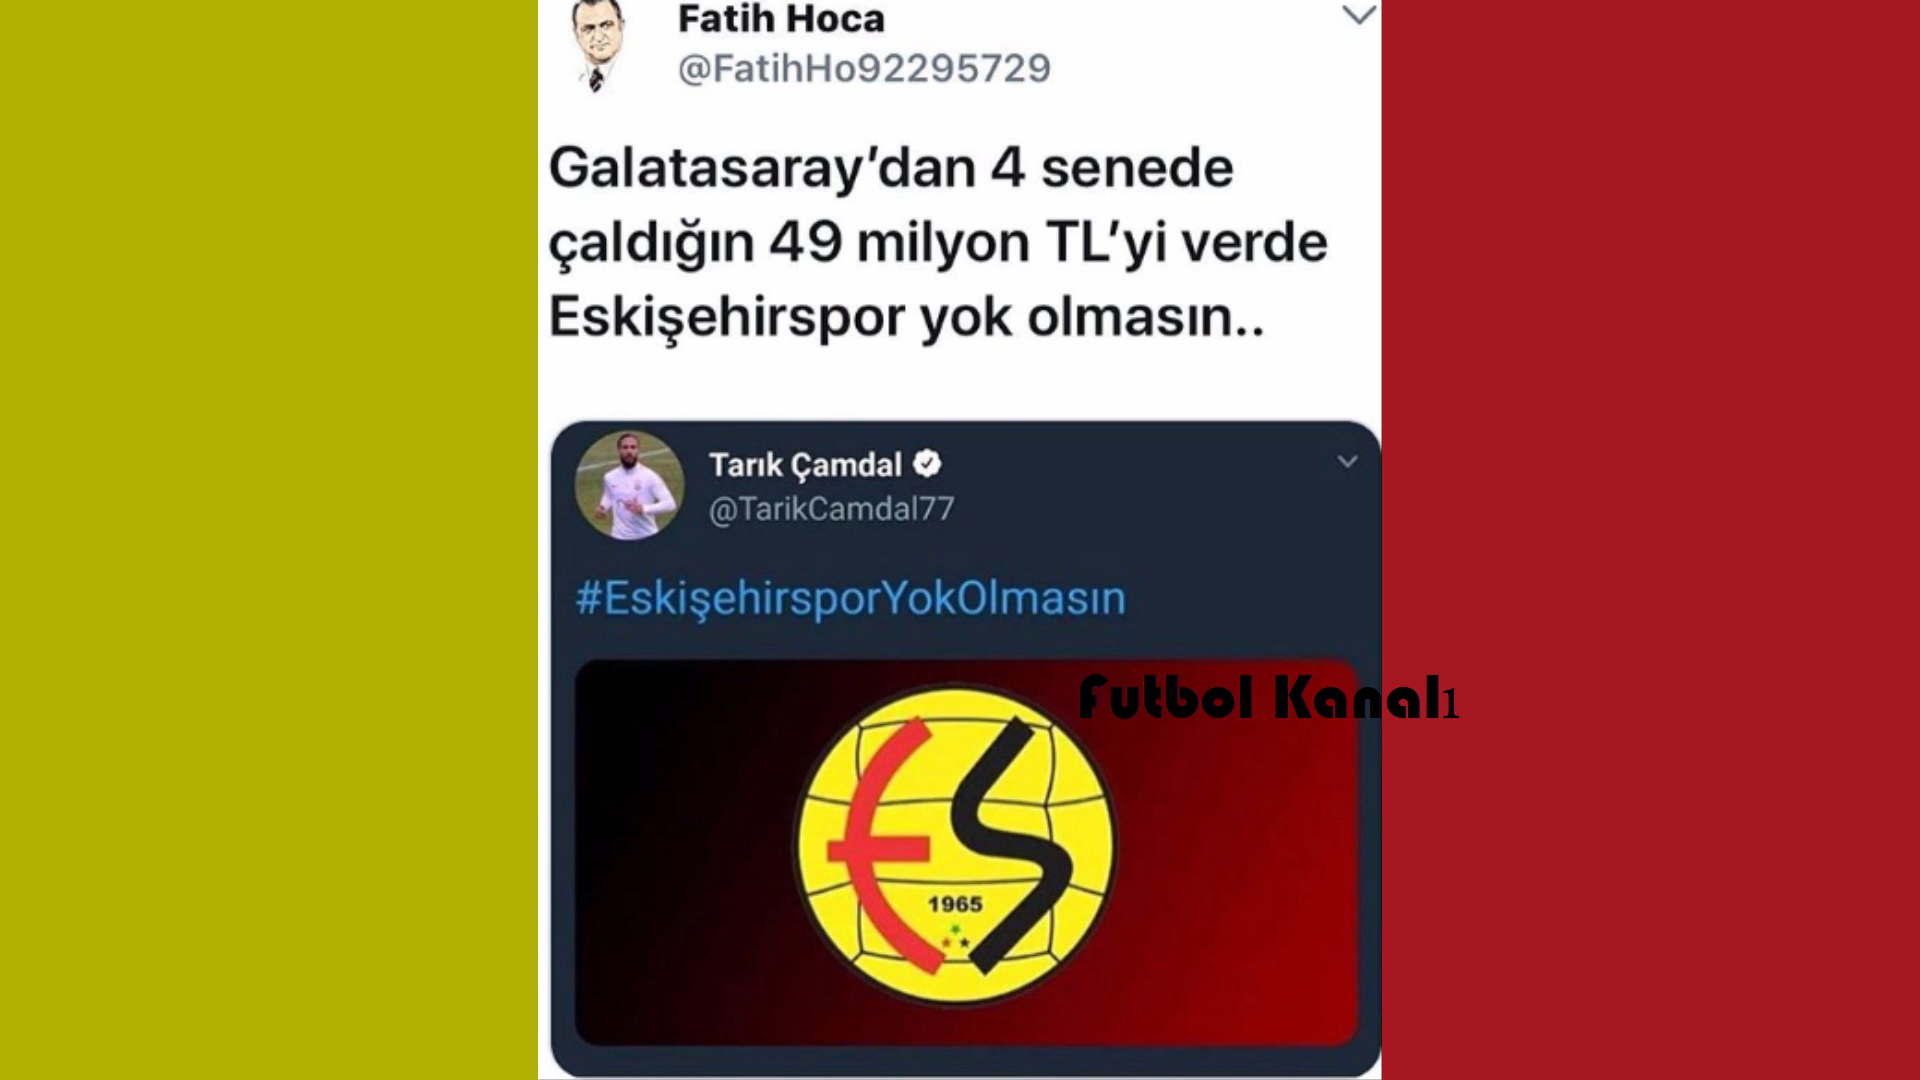 Fatih Hoca
@FatihHo92295729
Galatasaray’dan 4 senede
çaldığın 49 milyon TL’yi verde
Eskişehirspor yok olmasın..
Tarık Çamdal
@TarikCamdal77
#EskişehirsporYokOlmasın
Futbol Kanalı
ES
1965